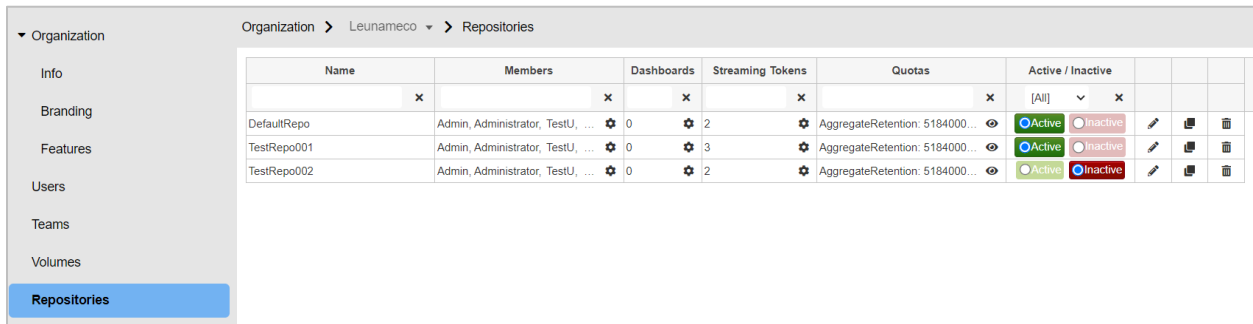 Organization
Info
Branding
Features
Users
Teams
Volumes
Repositories
Organization Leunameco Repositories
Name Members Dashboards Streaming Tokens Quotas Active / Inactive
[All]
DefaultRepo Admin, Administrator, TestU, ... 0 2 AggregateRetention: 5184000... Active Inactive
TestRepo001 Admin, Administrator, TestU, ... 0 3 AggregateRetention: 5184000... Active Inactive
TestRepo002 Admin, Administrator, TestU, ... 0 2 AggregateRetention: 5184000... Active Inactive